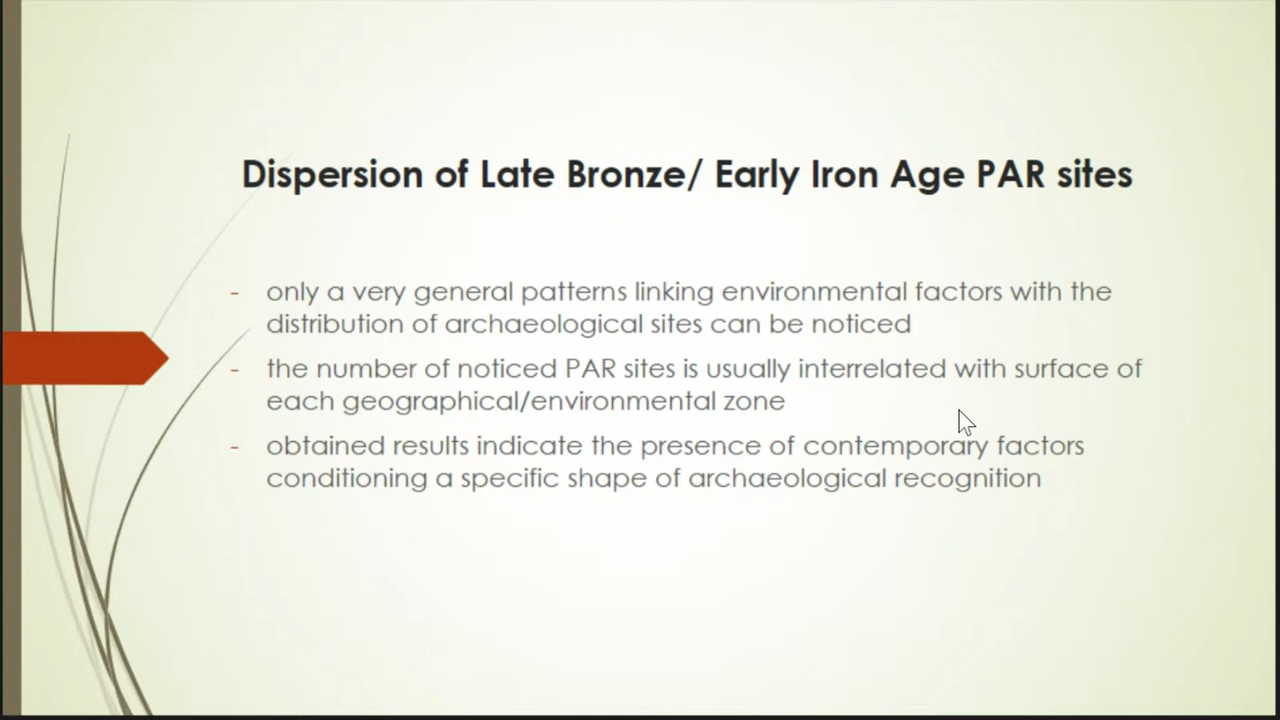 Dispersion of Late Bronze/ Early Iron Age PAR sites
- only a very general patterns linking environmental factors with the
distribution of archaeological sites can be noticed
- the number of noticed PAR sites is usually interrelated with surface of
each geographical/environmental zone
- obtained results indicate the presence of contemporary factors
conditioning a specific shape of archaeological recognition